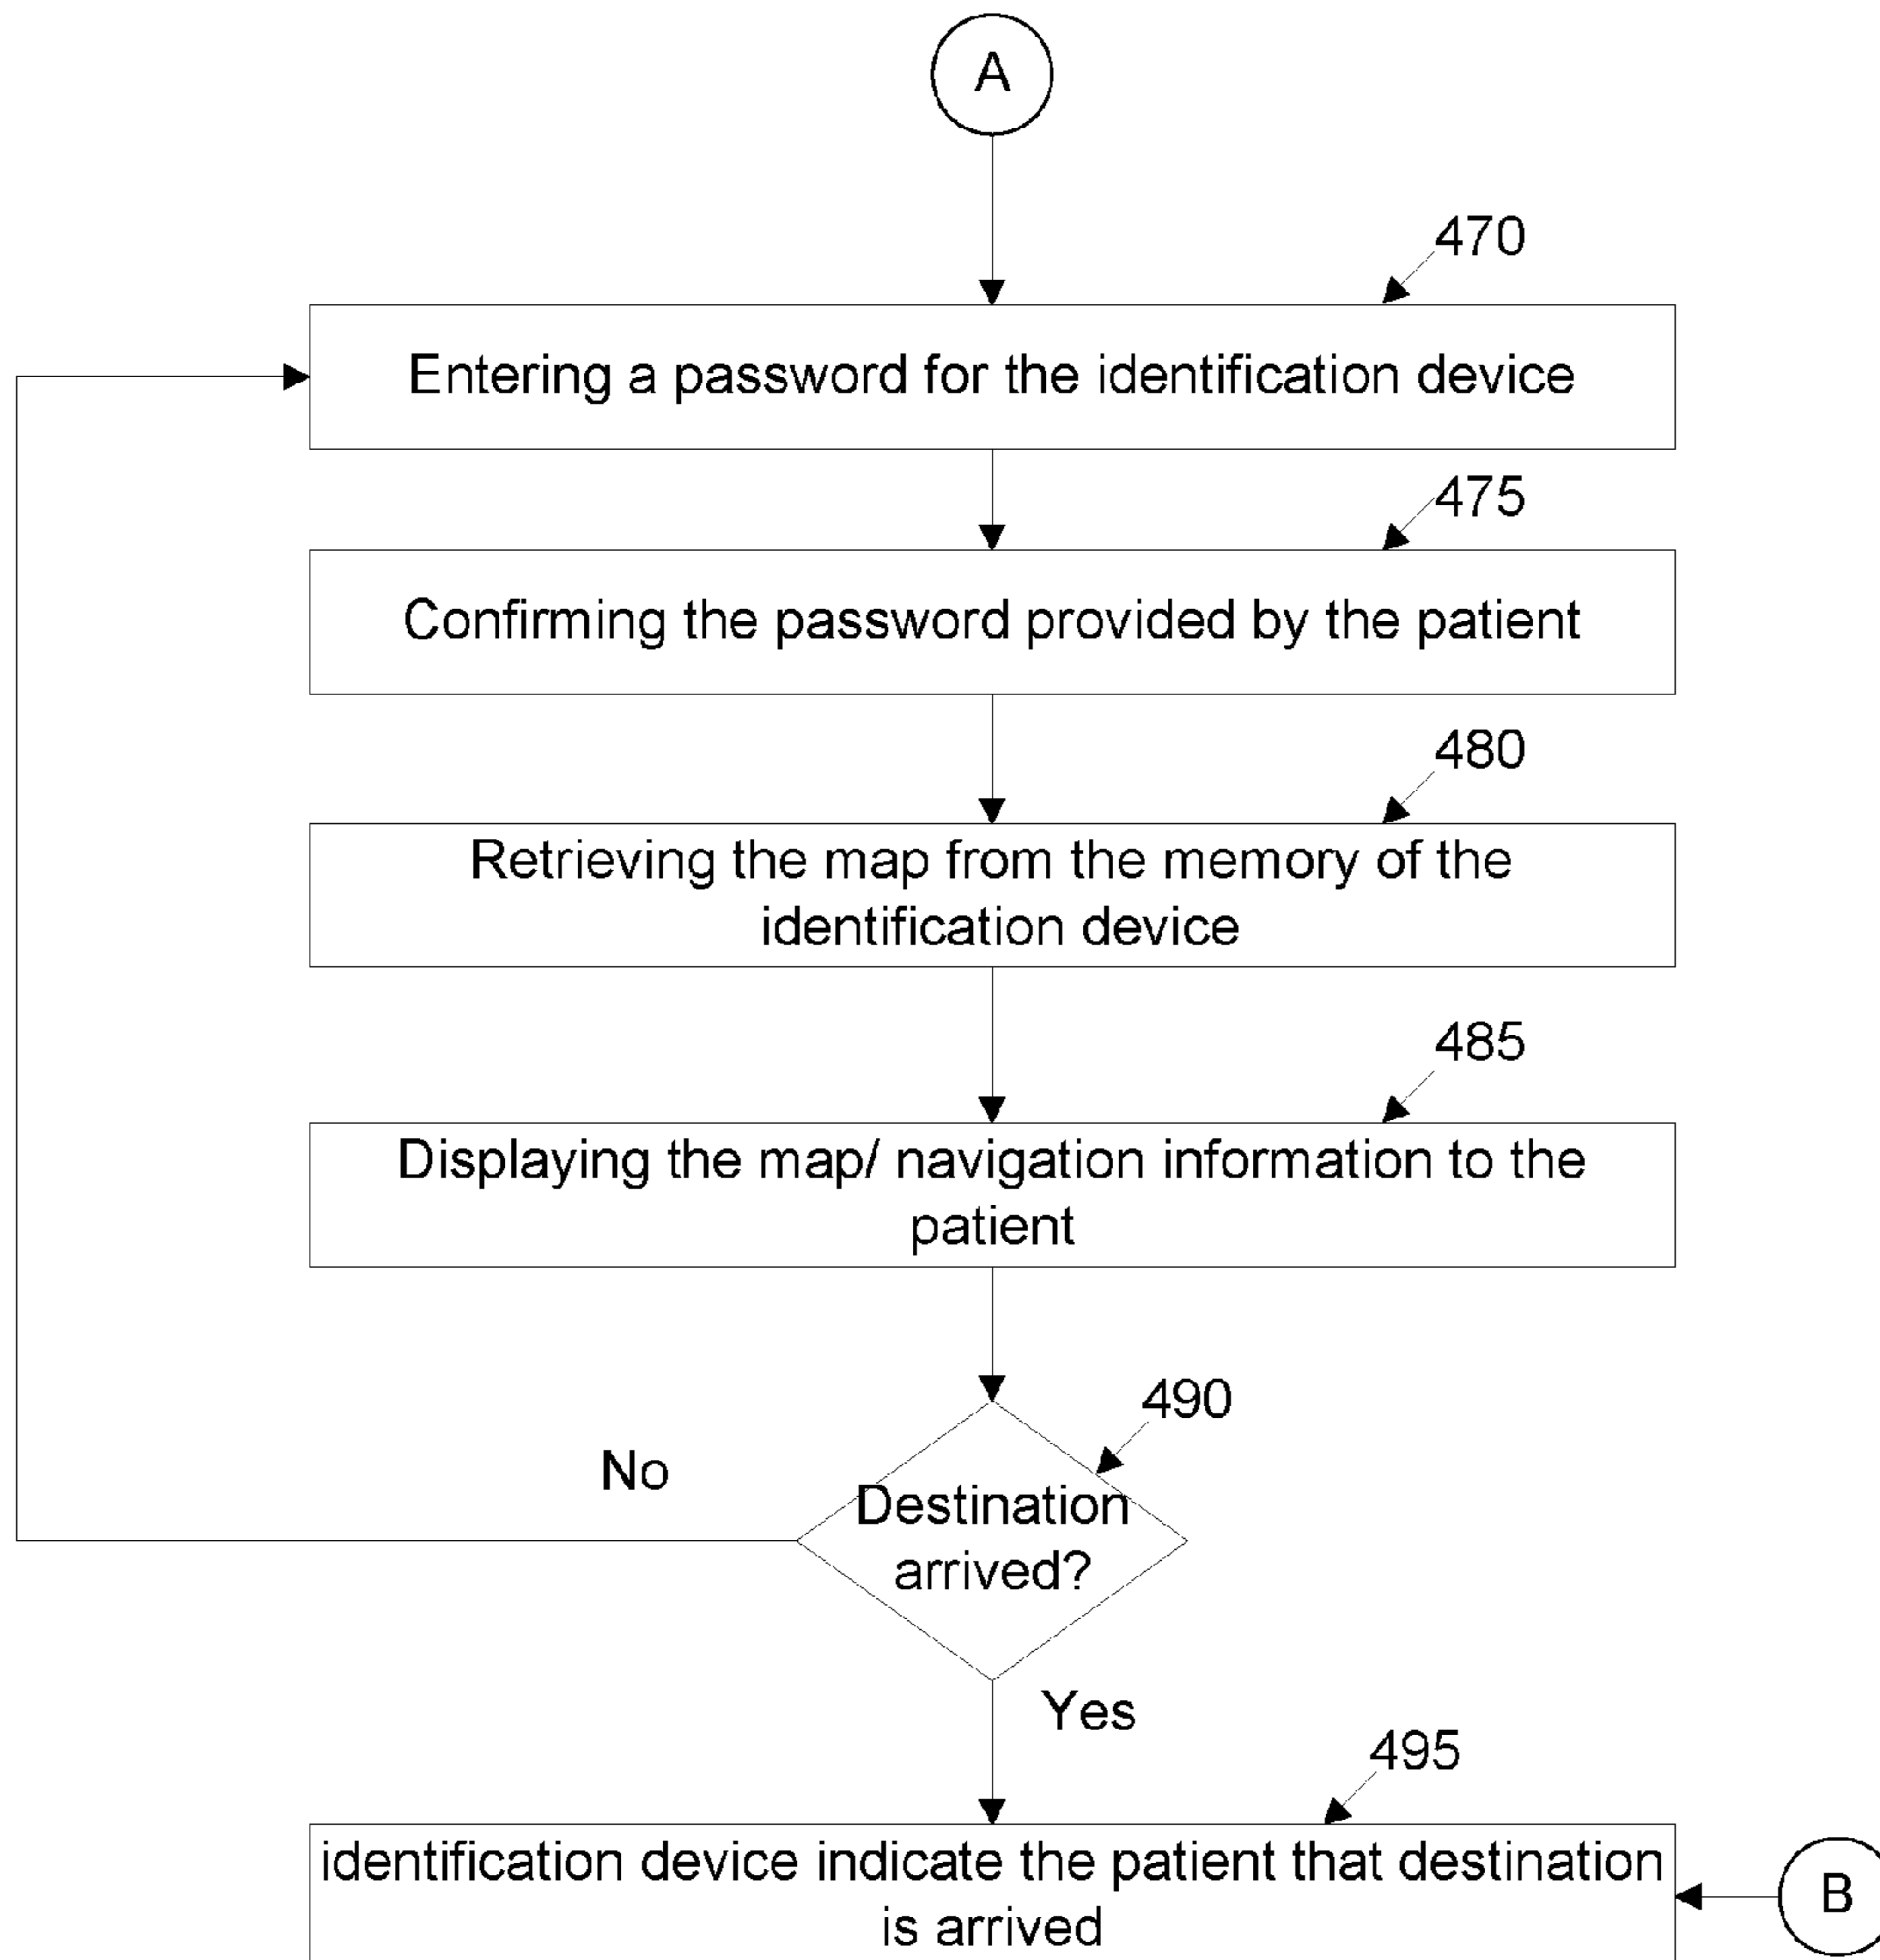 A
470
Entering a password for the identification device
475
Confirming the password provided by the patient
480
Retrieving the map from the memory of the
identification device
485
Displaying the map/ navigation information to the
patient
490
No
Destination
arrived?
Yes
495
identification device indicate the patient that destination
is arrived
B